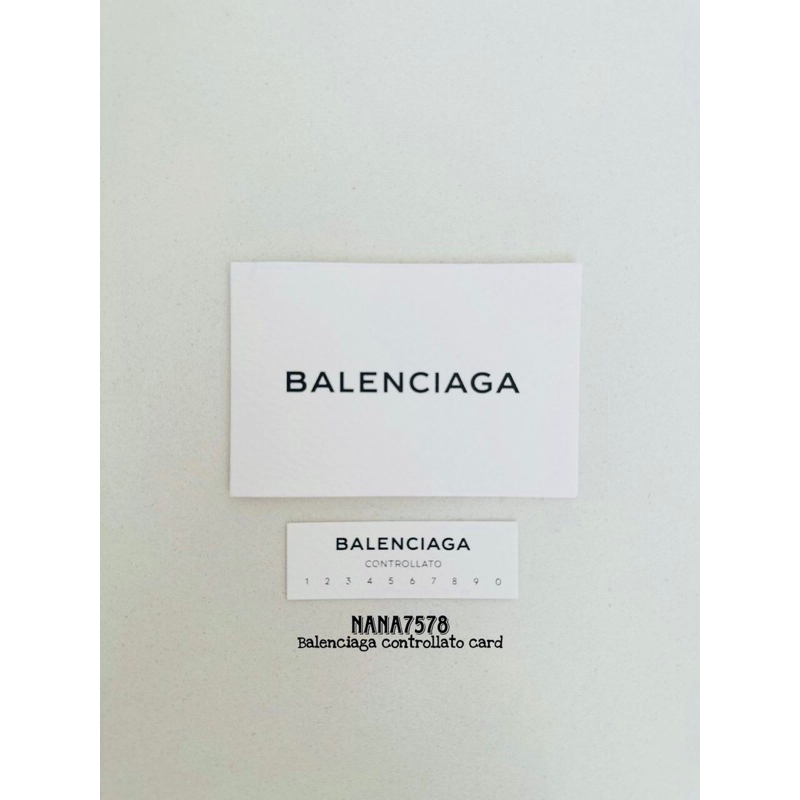 BALENCIAGA
BALENCIAGA
CONTROLLATO
1 2 3 4 5 6 7 8 9 0
NANA7578
Balenciaga controllato card